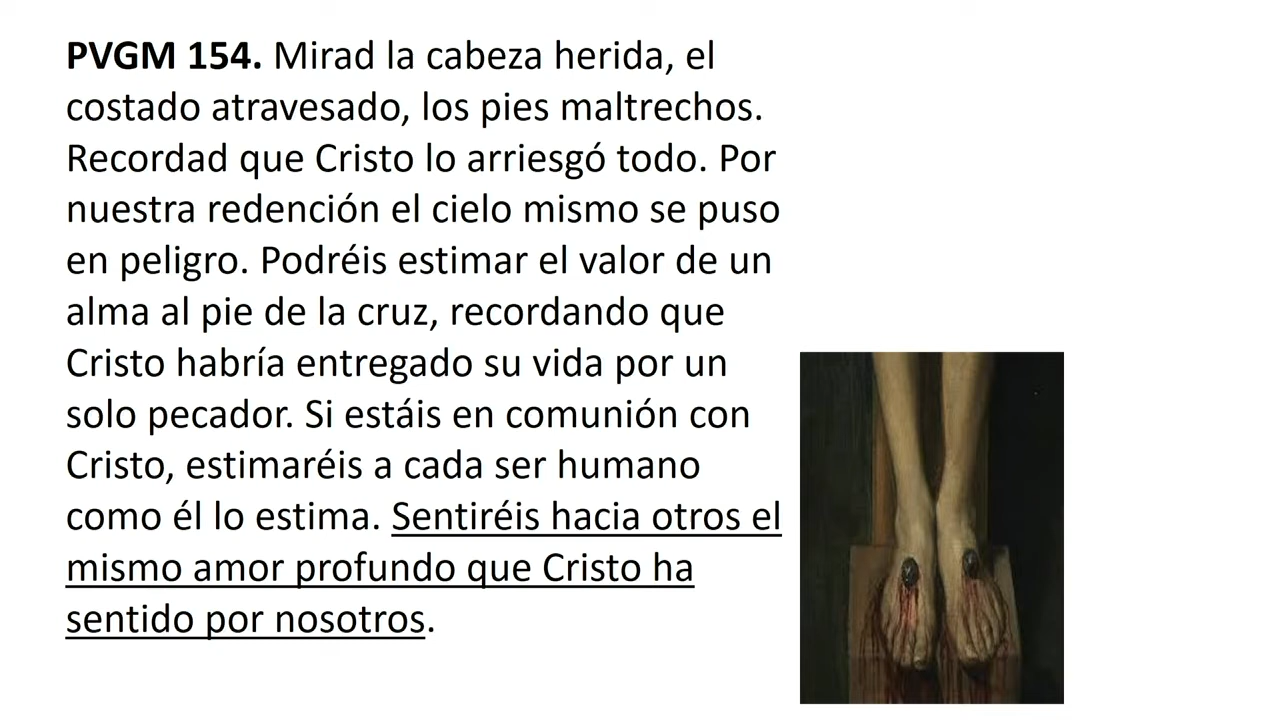 PVGM 154. Mirad la cabeza herida, el
costado atravesado, los pies maltrechos.
Recordad que Cristo lo arriesgó todo. Por
nuestra redención el cielo mismo se puso
en peligro. Podréis estimar el valor de un
alma al pie de la cruz, recordando que
Cristo habría entregado su vida por un
solo pecador. Si estáis en comunión con
Cristo, estimaréis a cada ser humano
como él lo estima. Sentiréis hacia otros el
mismo amor profundo que Cristo ha
sentido por nosotros.